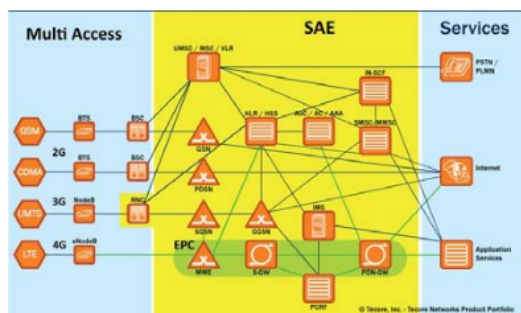 Multi Access
SAE
Services
UMSC / MSC / VLR
PSTN /
PLMN
IN-SCF
BTS
BSC
HLR / HSS
AUC / AC / AAA
SMSC /MMSC
GSM
2G
GSN
BTS
BSC
CDMA
Internet
PDSN
3G
NodeB
RNC
UMTS
IMS
SGSN
GGSN
4G
eNodeB
EPC
LTE
MME
S-GW
PDN-GW
Application
Services
PCRF
© Tecore, Inc. - Tecore Networks Product Portfolio